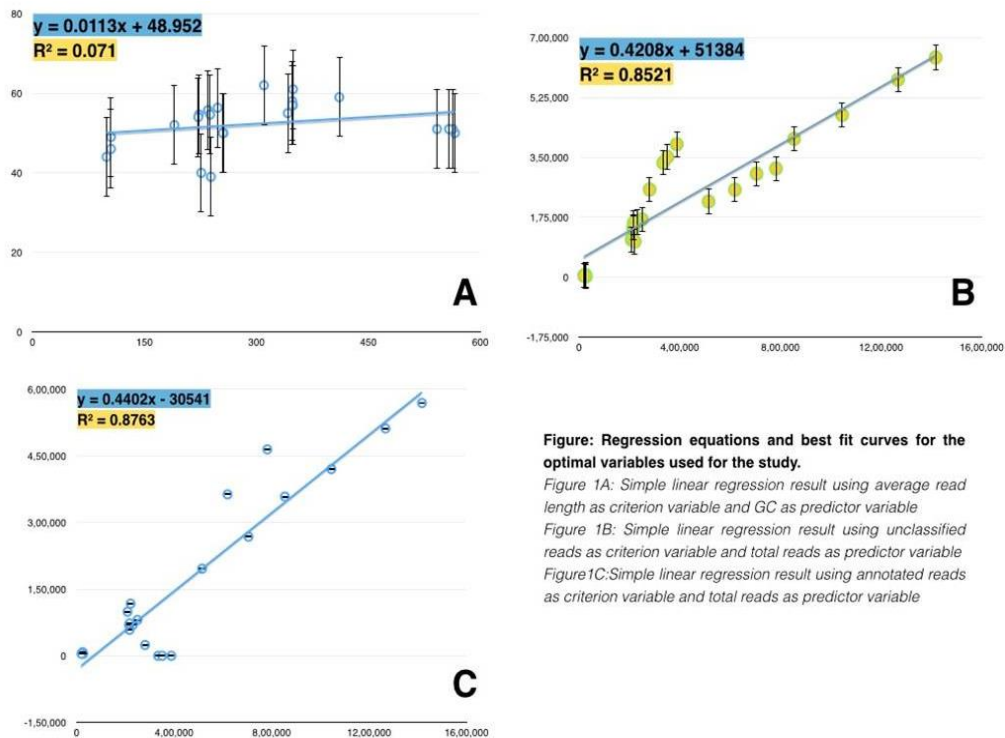 80
60
40
20
0
0
150
300
450
600
y = 0.0113x + 48.952
R² = 0.071
A
7,00,000
5,25,000
3,50,000
1,75,000
0
-1,75,000
0
4,00,000
8,00,000
12,00,000
16,00,000
y = 0.4208x + 51384
R² = 0.8521
B
6,00,000
4,50,000
3,00,000
1,50,000
0
-1,50,000
0
4,00,000
8,00,000
12,00,000
16,00,000
y = 0.4402x - 30541
R² = 0.8763
C
Figure: Regression equations and best fit curves for the
optimal variables used for the study.
Figure 1A: Simple linear regression result using average read
length as criterion variable and GC as predictor variable
Figure 1B: Simple linear regression result using unclassified
reads as criterion variable and total reads as predictor variable
Figure1C:Simple linear regression result using annotated reads
as criterion variable and total reads as predictor variable